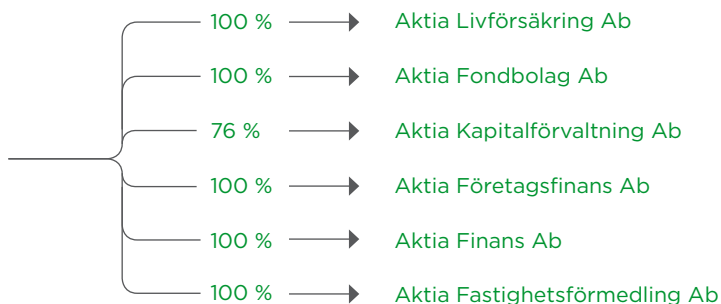 100 % Aktia Livförsäkring Ab
100 % Aktia Fondbolag Ab
76 % Aktia Kapitalförvaltning Ab
100 % Aktia Företagsfinans Ab
100 % Aktia Finans Ab
100 % Aktia Fastighetsförmedling Ab